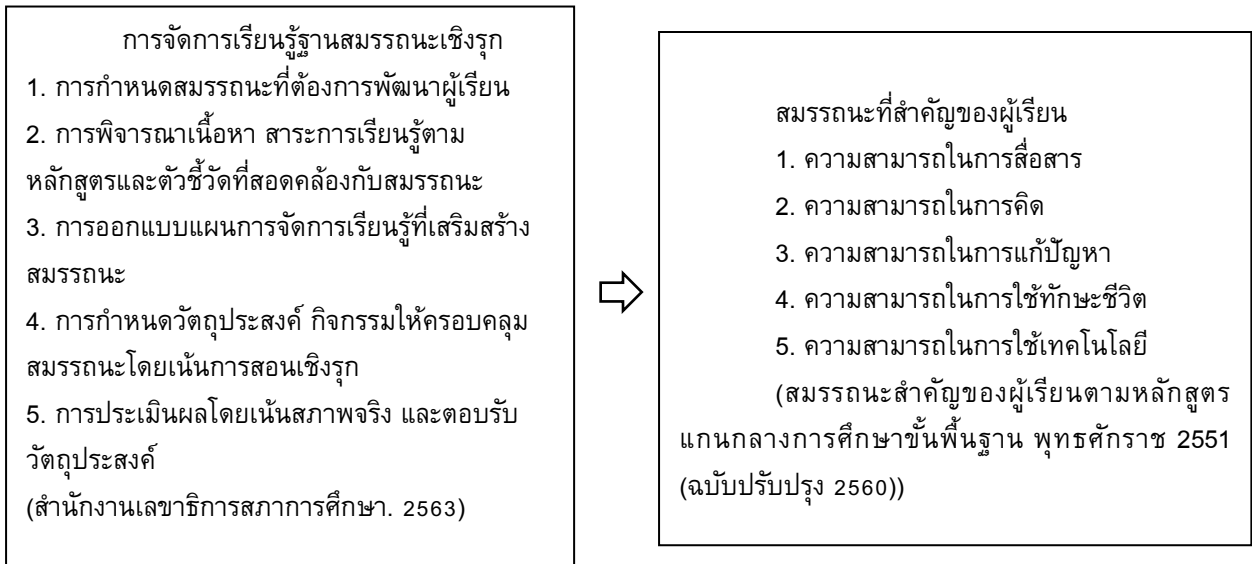 การจัดการเรียนรู้ฐานสมรรถนะเชิงรุก
1. การกำหนดสมรรถนะที่ต้องการพัฒนาผู้เรียน
2. การพิจารณาเนื้อหา สาระการเรียนรู้ตาม
หลักสูตรและตัวชี้วัดที่สอดคล้องกับสมรรถนะ
3. การออกแบบแผนการจัดการเรียนรู้ที่เสริมสร้าง
สมรรถนะ
4. การกำหนดวัตถุประสงค์ กิจกรรมให้ครอบคลุม
สมรรถนะโดยเน้นการสอนเชิงรุก
5. การประเมินผลโดยเน้นสภาพจริง และตอบรับ
วัตถุประสงค์
(สำนักงานเลขาธิการสภาการศึกษา. 2563)
สมรรถนะที่สำคัญของผู้เรียน
1. ความสามารถในการสื่อสาร
2. ความสามารถในการคิด
3. ความสามารถในการแก้ปัญหา
4. ความสามารถในการใช้ทักษะชีวิต
5. ความสามารถในการใช้เทคโนโลยี
(สมรรถนะสำคัญของผู้เรียนตามหลักสูตร
แกนกลางการศึกษาขั้นพื้นฐาน พุทธศักราช 2551
(ฉบับปรับปรุง 2560))